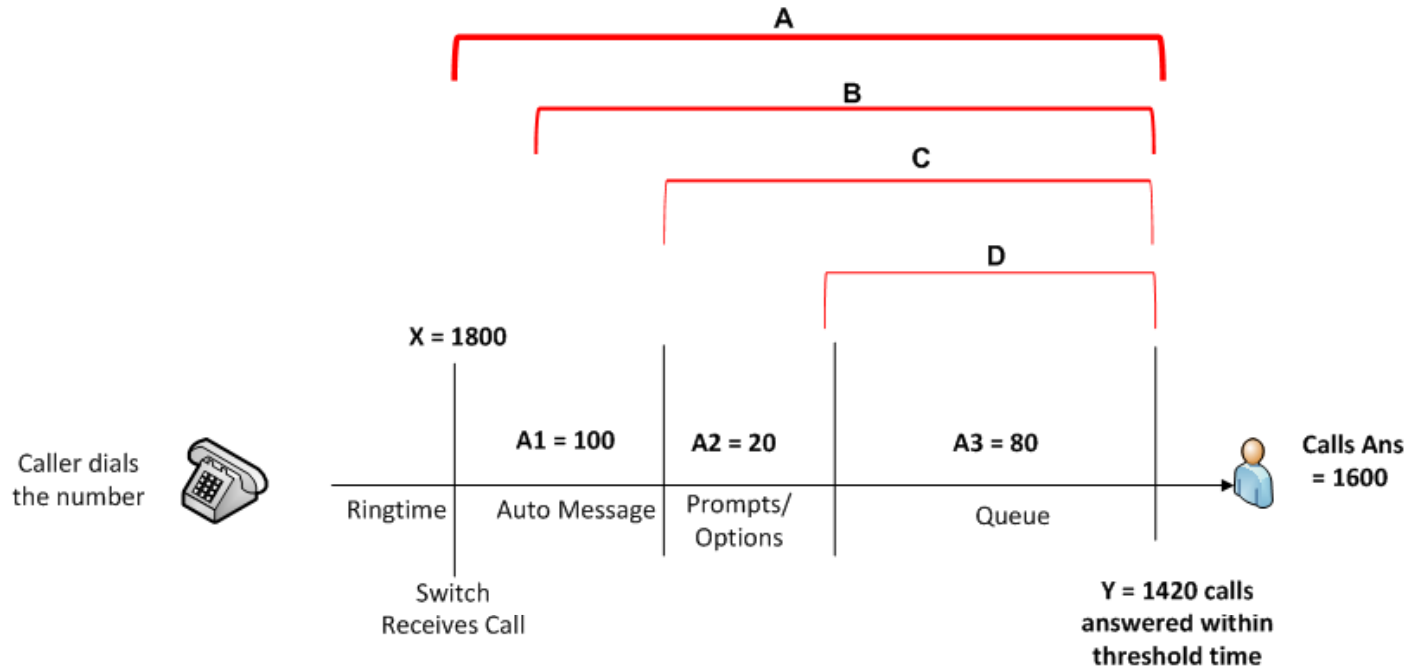 A
B
C
D
X = 1800
A1 = 100
A2 = 20
A3 = 80
Caller dials
the number
Calls Ans
= 1600
Ringtime
Auto Message
Prompts/
Options
Queue
Switch
Receives Call
Y = 1420 calls
answered within
threshold time